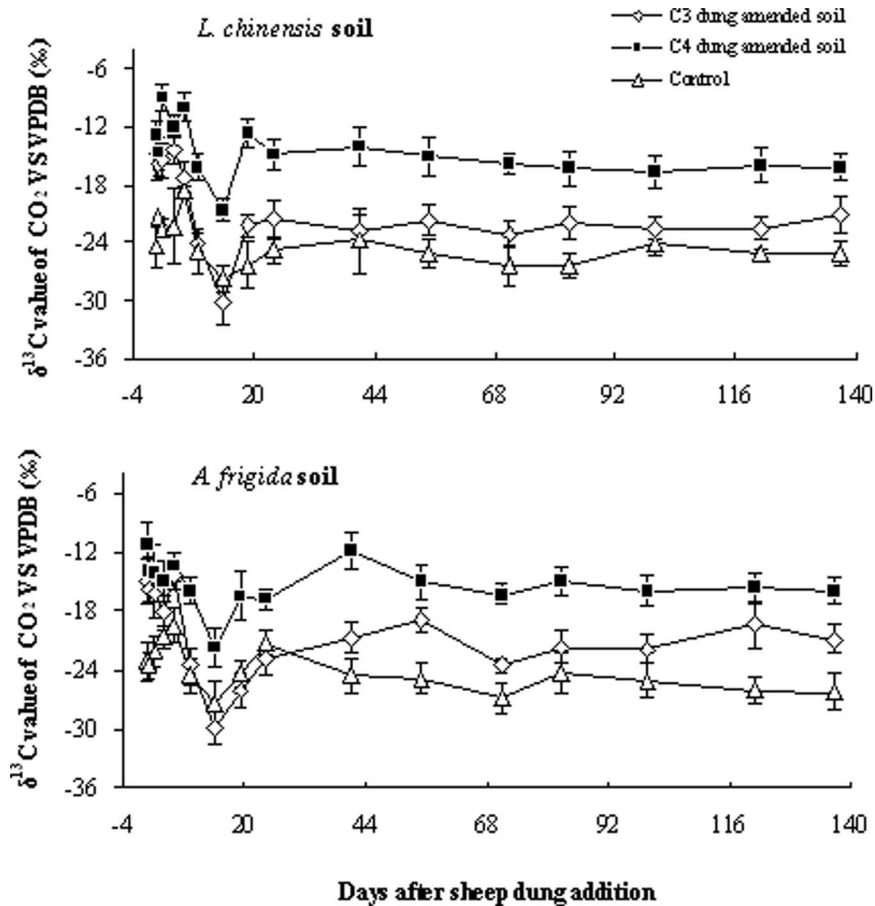 L. chinensis soil
C3 dung amended soil
C4 dung amended soil
Control
δ13C value of CO2 VS VPDB (‰)
-6
-12
-18
-24
-30
-36
-4 20 44 68 92 116 140
A. frigida soil
δ13C value of CO2 VS VPDB (‰)
-6
-12
-18
-24
-30
-36
-4 20 44 68 92 116 140
Days after sheep dung addition